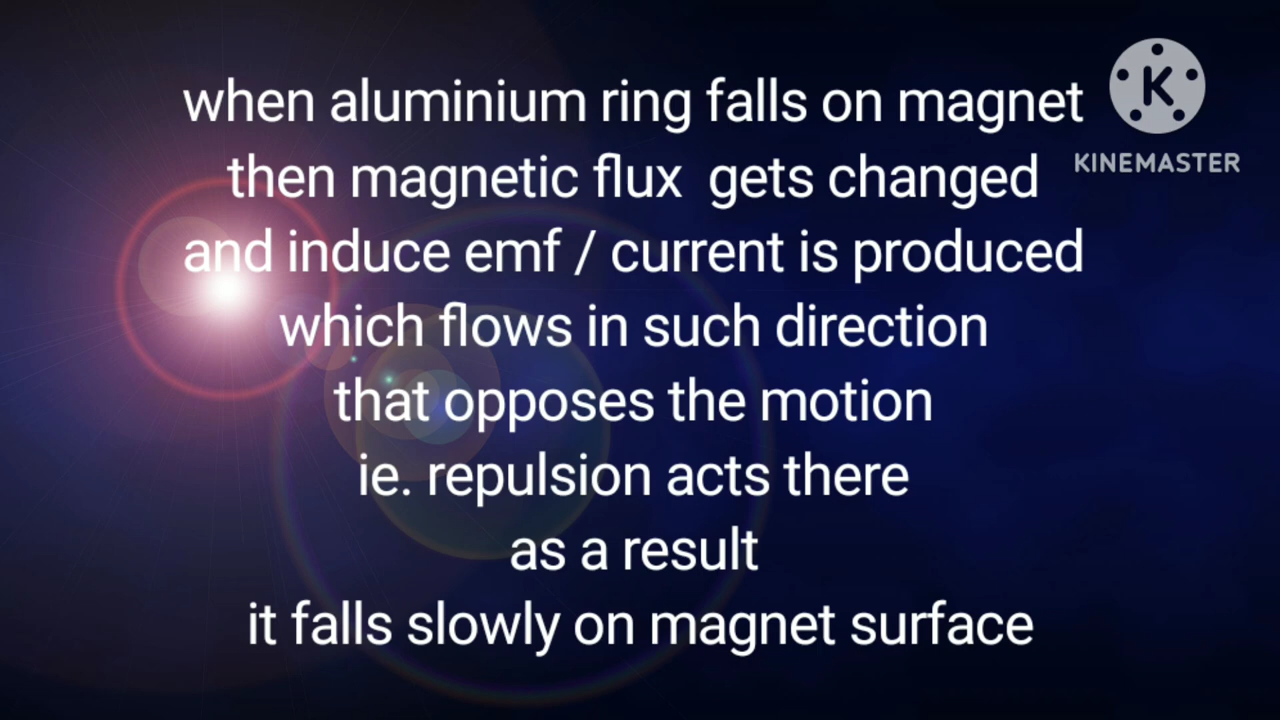 when aluminium ring falls on magnet
then magnetic flux  gets changed
and induce emf / current is produced
which flows in such direction
that opposes the motion
ie. repulsion acts there
as a result
it falls slowly on magnet surface
K
KINEMASTER